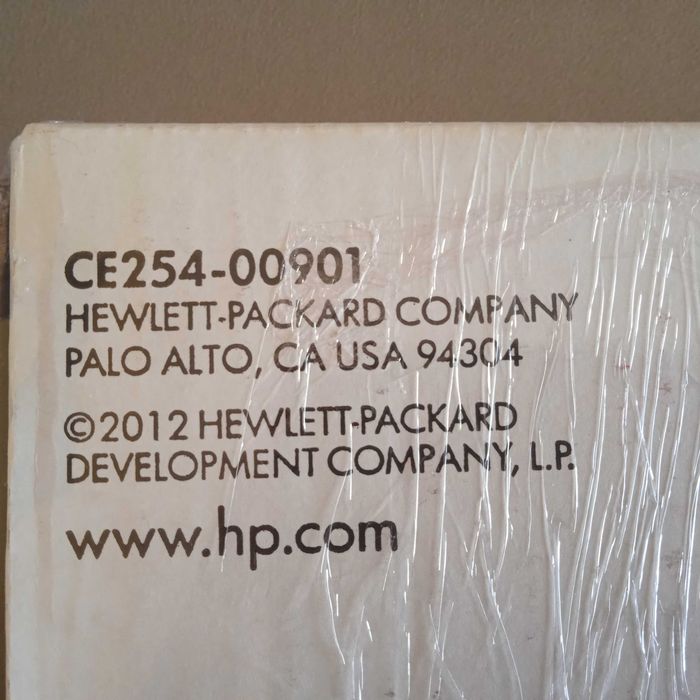 CE254-00901
HEWLETT-PACKARD COMPANY
PALO ALTO, CA USA 94304
©2012 HEWLETT-PACKARD
DEVELOPMENT COMPANY, L.P.
www.hp.com